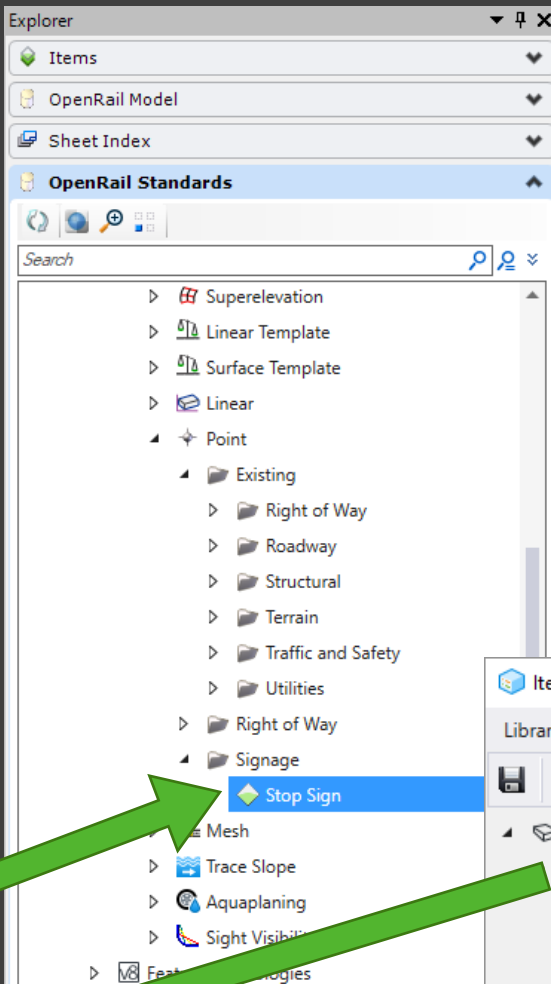 Explorer
Items
OpenRail Model
Sheet Index
OpenRail Standards
Search
Superelevation
Linear Template
Surface Template
Linear
Point
Existing
Right of Way
Roadway
Structural
Terrain
Traffic and Safety
Utilities
Right of Way
Signage
Stop Sign
Mesh
Trace Slope
Aquaplaning
Sight
V8